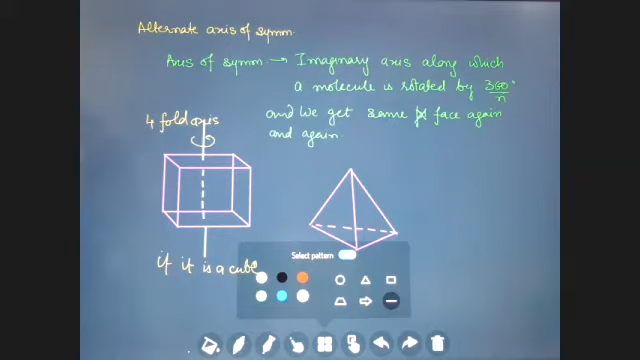 Alternate axis of symm.
Axis of symm → Imaginary axis along which
a molecule is rotated by 360°/n
and we get same face again
and again.
4 fold axis
if it is a cube
Select pattern